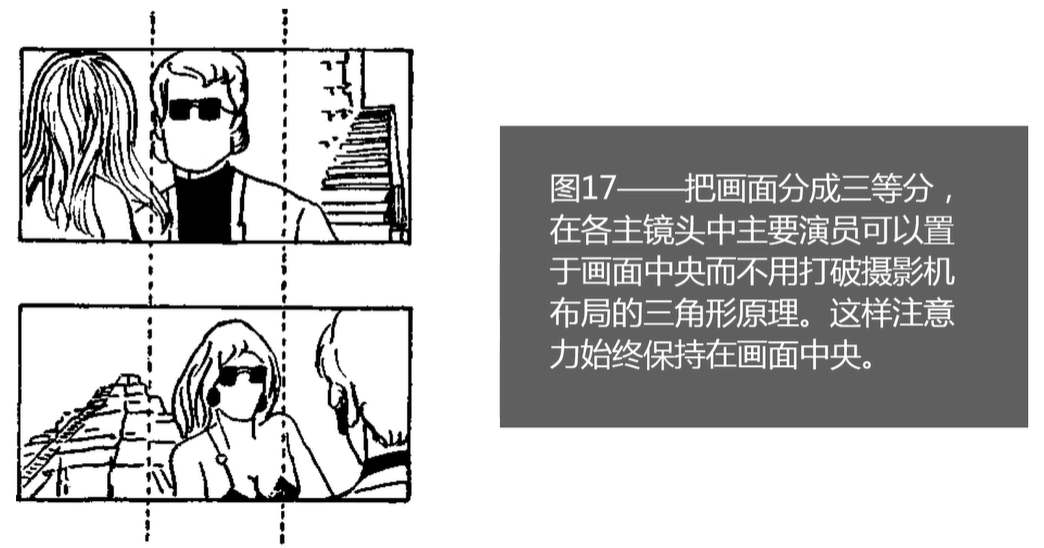 图17——把画面分成三等分，
在各主镜头中主要演员可以置
于画面中央而不用打破摄影机
布局的三角形原理。这样注意
力始终保持在画面中央。